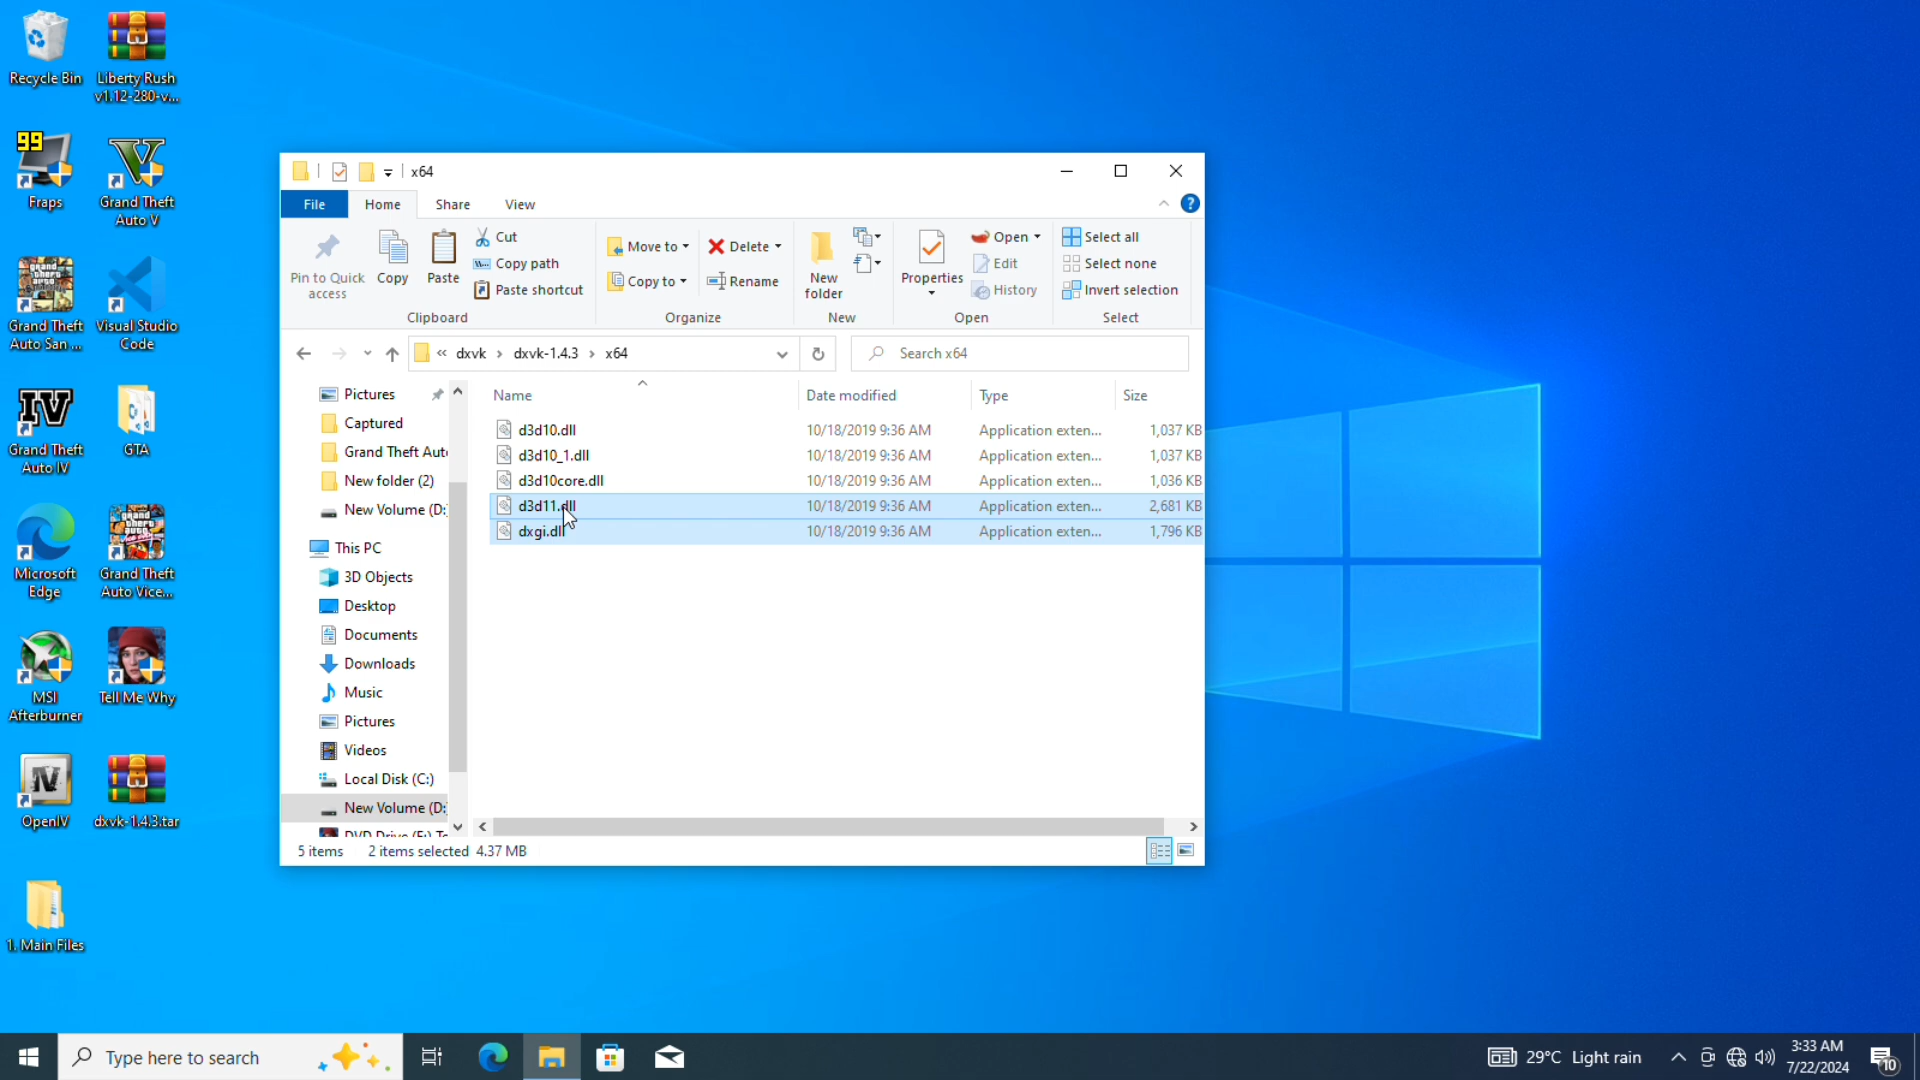 Recycle Bin
Liberty Rush
v1.12-280-v...
99
Fraps
Grand Theft
Auto V
Grand Theft
Auto San ...
Visual Studio
Code
IV
Grand Theft
Auto IV
GTA
Microsoft
Edge
Grand Theft
Auto Vice...
MSI
Afterburner
Tell Me Why
OpenIV
dxvk-1.4.3.tar
1. Main Files
x64
File
Home
Share
View
Pin to Quick
access
Copy
Paste
Cut
Copy path
Paste shortcut
Clipboard
Move to
Copy to
Delete
Rename
Organize
New
folder
New
Properties
Open
Edit
History
Open
Select all
Select none
Invert selection
Select
« dxvk > dxvk-1.4.3 > x64
Search x64
Pictures
Captured
Grand Theft Aut
New folder (2)
New Volume (D:
This PC
3D Objects
Desktop
Documents
Downloads
Music
Pictures
Videos
Local Disk (C:)
New Volume (D:
Name Date modified Type Size
d3d10.dll 10/18/2019 9:36 AM Application exten... 1,037 KB
d3d10_1.dll 10/18/2019 9:36 AM Application exten... 1,037 KB
d3d10core.dll 10/18/2019 9:36 AM Application exten... 1,036 KB
d3d11.dll 10/18/2019 9:36 AM Application exten... 2,681 KB
dxgi.dll 10/18/2019 9:36 AM Application exten... 1,796 KB
5 items 2 items selected 4.37 MB
Type here to search
29°C Light rain
3:33 AM
7/22/2024
10